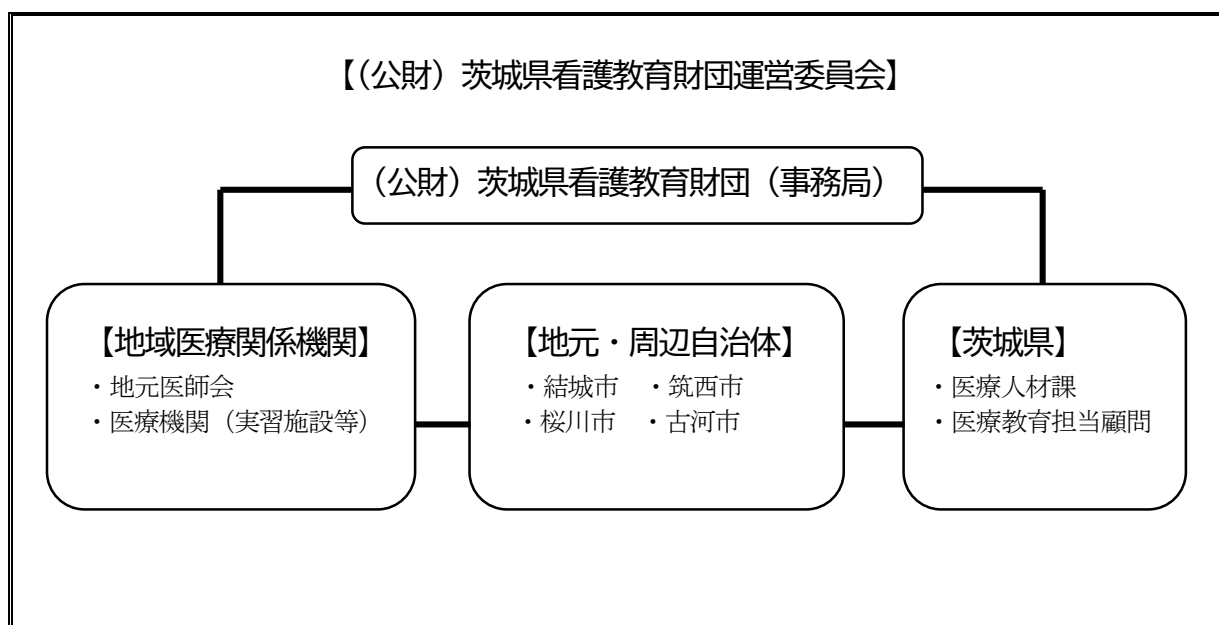 【(公財)茨城県看護教育財団運営委員会】
(公財)茨城県看護教育財団(事務局)
【地域医療関係機関】
・地元医師会
・医療機関(実習施設等)
【地元・周辺自治体】
・結城市 ・筑西市
・桜川市 ・古河市
【茨城県】
・医療人材課
・医療教育担当顧問